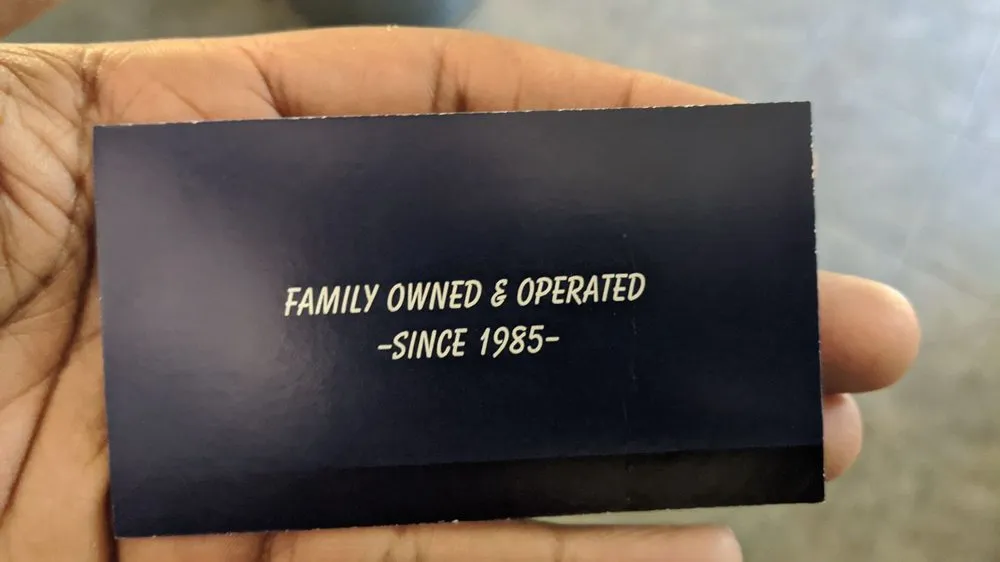 FAMILY OWNED & OPERATED
-SINCE 1985-